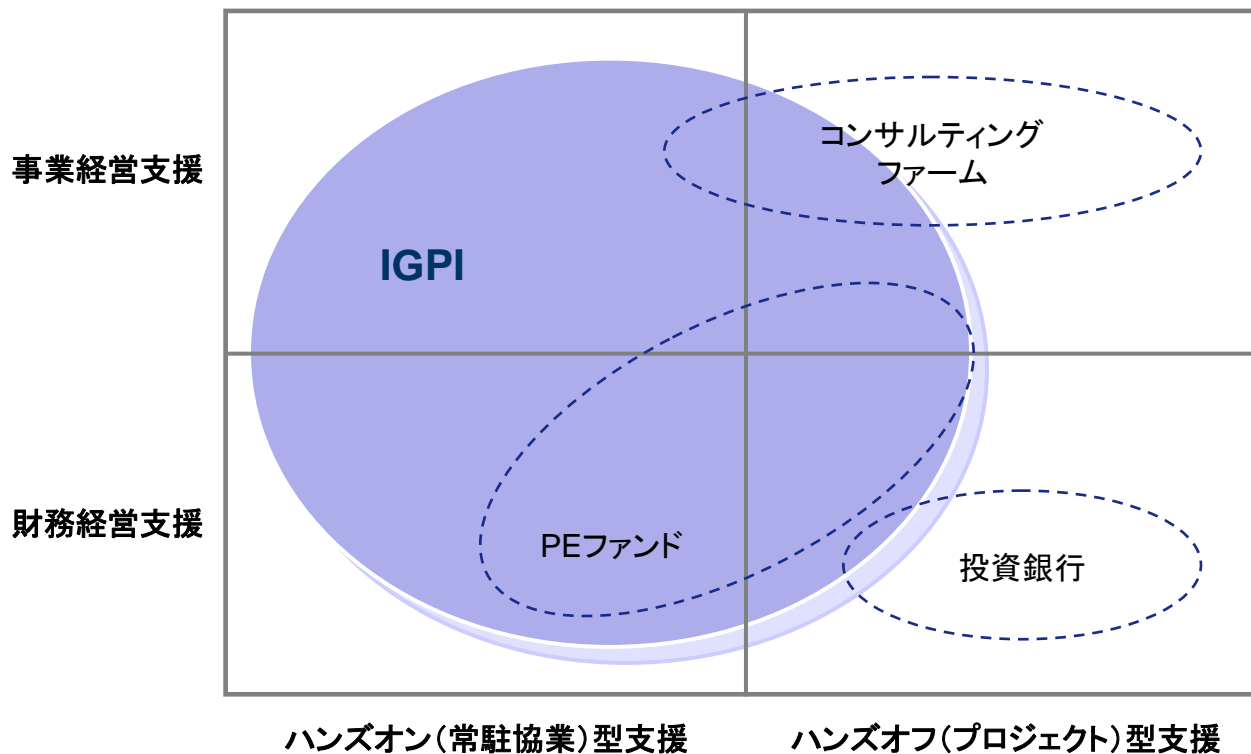 コンサルティング
ファーム
事業経営支援
IGPI
財務経営支援
PEファンド
投資銀行
ハンズオン（常駐協業）型支援
ハンズオフ（プロジェクト）型支援